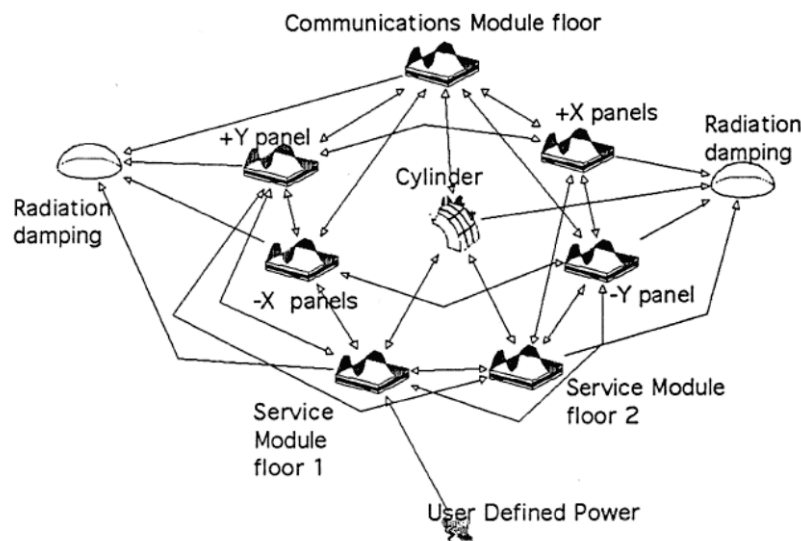 Communications Module floor
+X panels
Radiation
damping
+Y panel
Cylinder
Radiation
damping
-X panels
-Y panel
Service
Module
floor 1
Service Module
floor 2
User Defined Power